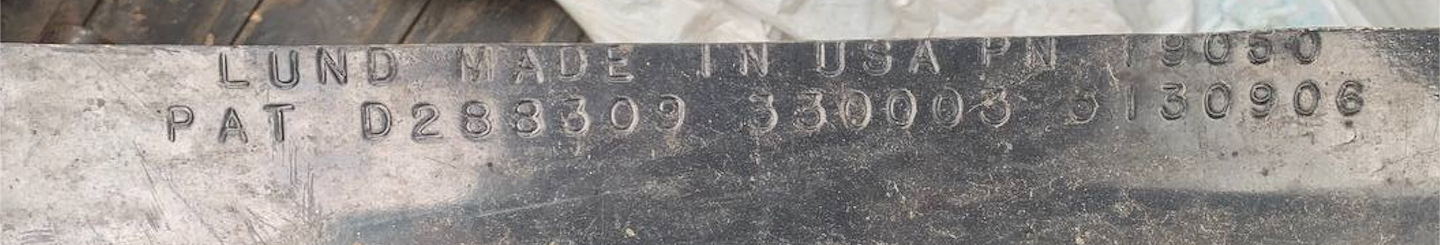 LUND MADE IN USA PN 19050
PAT D288309 330003 5130906